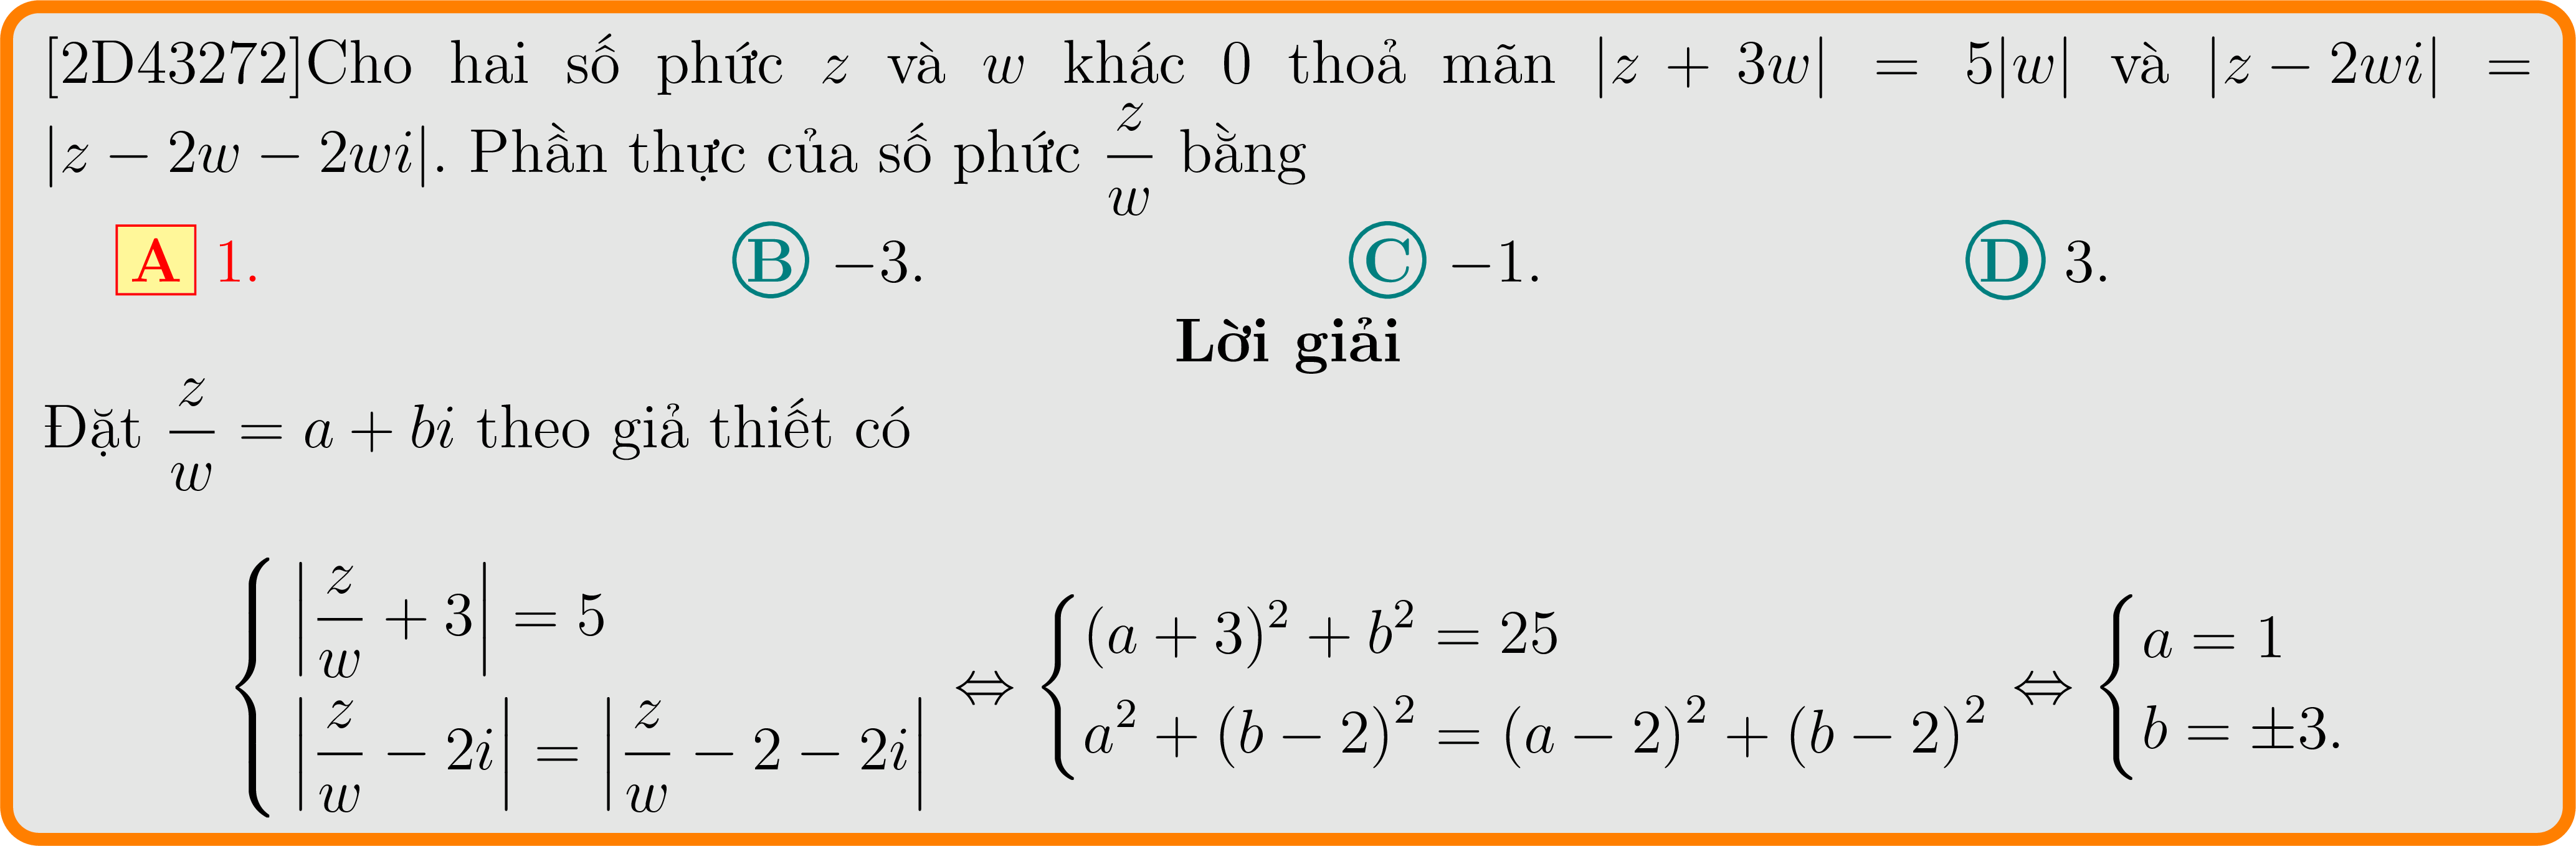 [2D43272]Cho hai số phức z và w khác 0 thoả mãn |z + 3w| = 5|w| và |z − 2wi| =
|z − 2w − 2wi|. Phần thực của số phức \frac{z}{w} bằng
A 1. B −3. C −1. D 3.
Lời giải
Đặt \frac{z}{w} = a + bi theo giả thiết có
\begin{cases} \left|\frac{z}{w} + 3\right| = 5 \\ \left|\frac{z}{w} − 2i\right| = \left|\frac{z}{w} − 2 − 2i\right| \end{cases} ⇔ \begin{cases} (a + 3)^2 + b^2 = 25 \\ a^2 + (b − 2)^2 = (a − 2)^2 + (b − 2)^2 \end{cases} ⇔ \begin{cases} a = 1 \\ b = ±3. \end{cases}